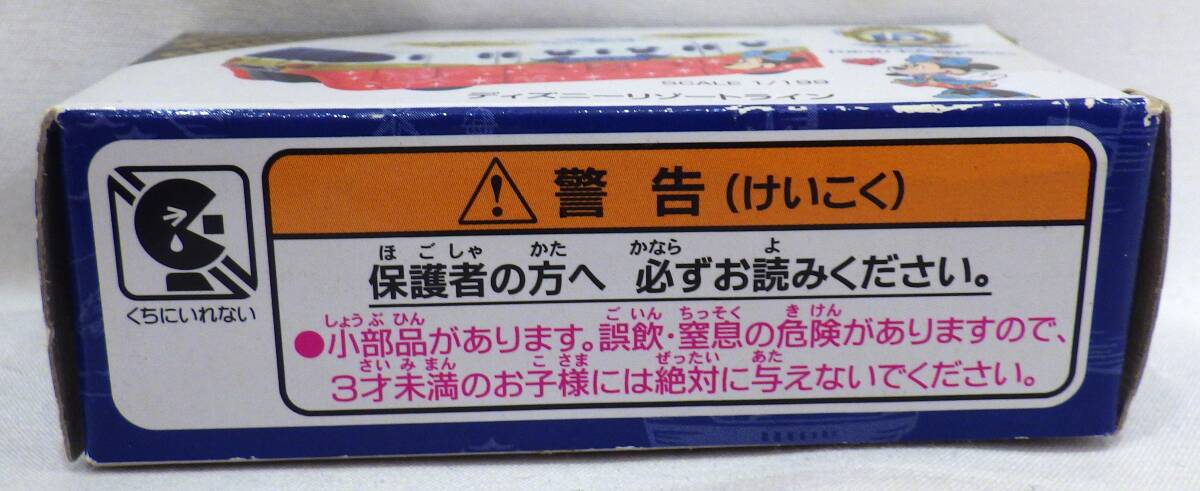 SCALE 1/199
ディズニーリゾートライン
警告(けいこく)
くちにいれない
ほごしゃ かた かなら よ
保護者の方へ 必ずお読みください。
しょうぶひん ごいん ちっそく きけん
●小部品があります。誤飲・窒息の危険がありますので、
さいみまん こさま ぜったい あた
3才未満のお子様には絶対に与えないでください。